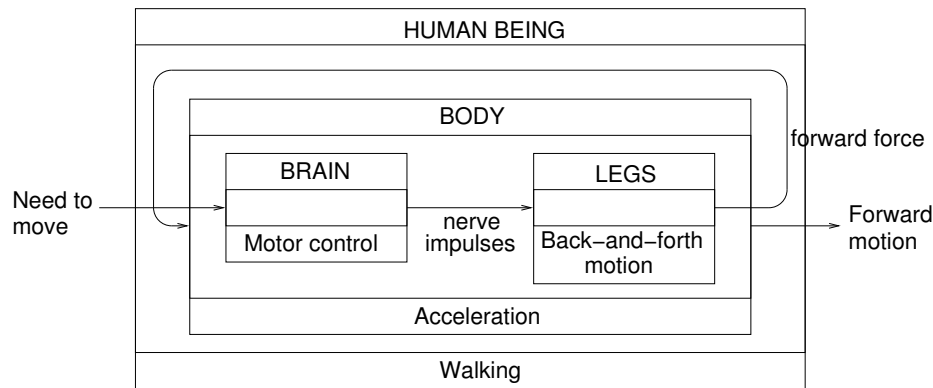 HUMAN BEING
BODY
forward force
BRAIN
LEGS
Need to
move
nerve
impulses
Forward
motion
Motor control
Back−and−forth
motion
Acceleration
Walking